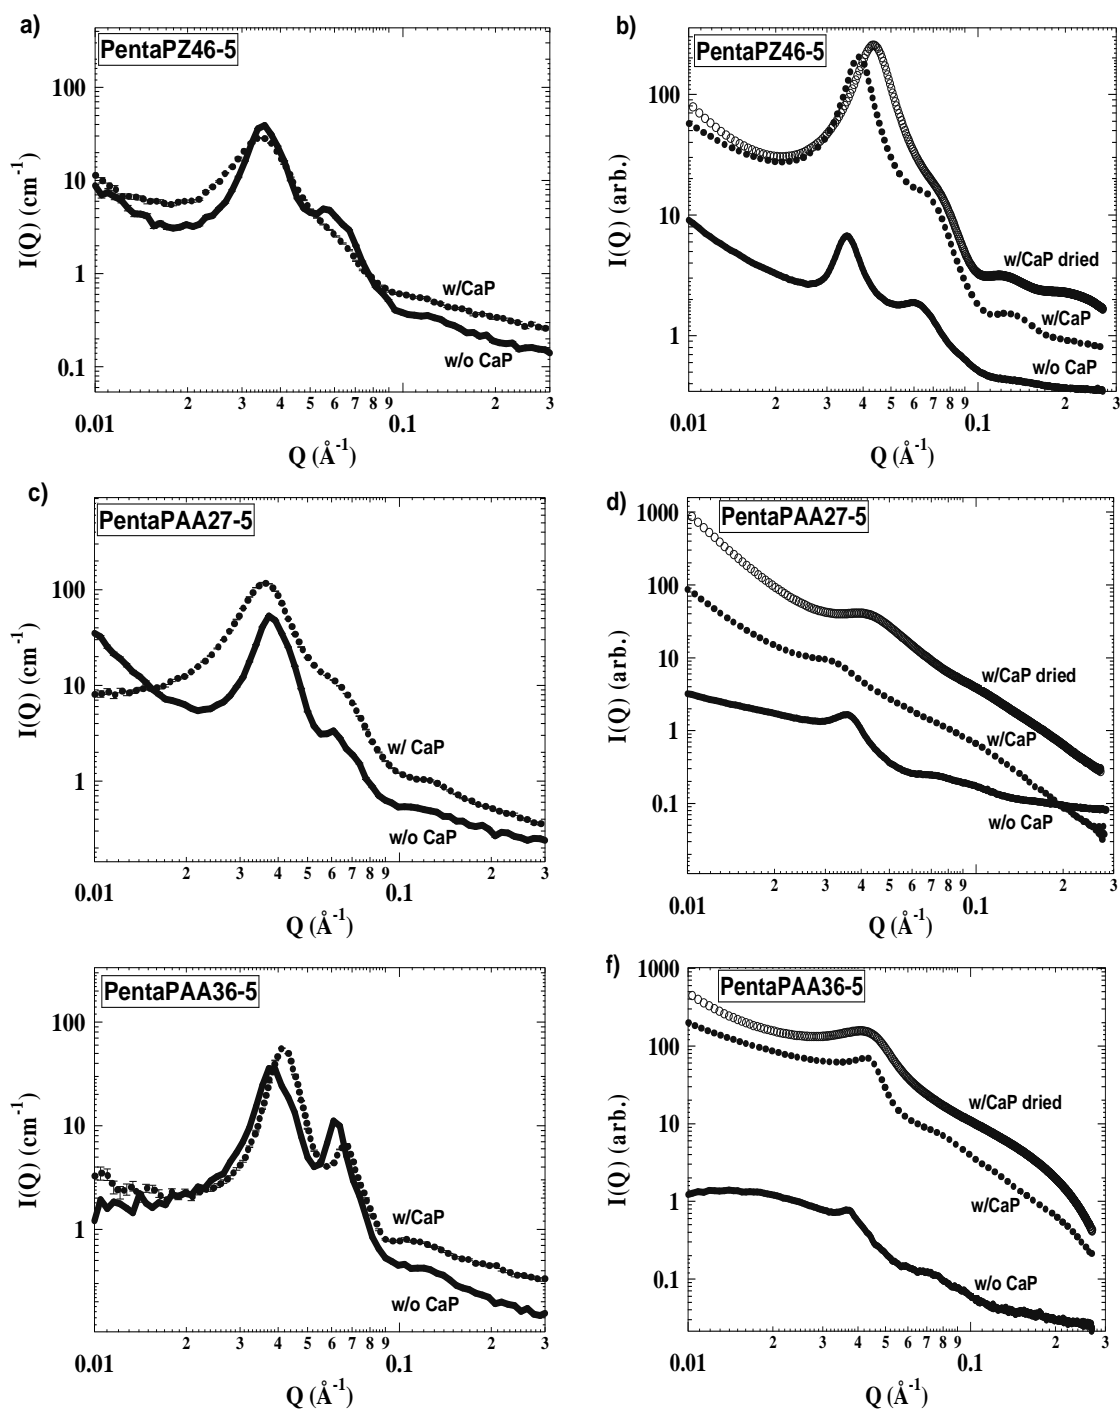 a)
PentaPZ46-5
I(Q) (cm-1)
100
10
1
0.1
w/CaP
w/o CaP
0.01
2
3
4
5
6
7
8
9
0.1
2
3
Q (Å-1)
b)
PentaPZ46-5
I(Q) (arb.)
100
10
1
w/CaP dried
w/CaP
w/o CaP
0.01
2
3
4
5
6
7
8
9
0.1
2
3
Q (Å-1)
c)
PentaPAA27-5
I(Q) (cm-1)
100
10
1
w/ CaP
w/o CaP
0.01
2
3
4
5
6
7
8
9
0.1
2
3
Q (Å-1)
d)
PentaPAA27-5
I(Q) (arb.)
1000
100
10
1
0.1
w/CaP dried
w/CaP
w/o CaP
0.01
2
3
4
5
6
7
8
9
0.1
2
3
Q (Å-1)
PentaPAA36-5
I(Q) (cm-1)
100
10
1
w/CaP
w/o CaP
0.01
2
3
4
5
6
7
8
9
0.1
2
3
Q (Å-1)
f)
PentaPAA36-5
I(Q) (arb.)
1000
100
10
1
0.1
w/CaP dried
w/CaP
w/o CaP
0.01
3
4
5
6
7
8
9
0.1
2
3
Q (Å-1)